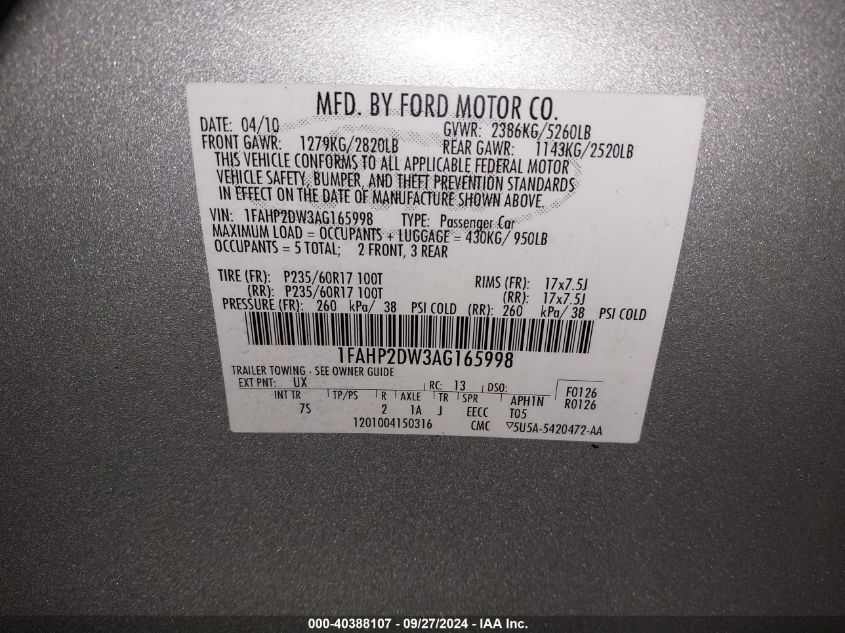 MFD. BY FORD MOTOR CO.
DATE: 04/10 GVWR: 2386KG/5260LB
FRONT GAWR: 1279KG/2820LB REAR GAWR: 1143KG/2520LB
THIS VEHICLE CONFORMS TO ALL APPLICABLE FEDERAL MOTOR
VEHICLE SAFETY, BUMPER, AND THEFT PREVENTION STANDARDS
IN EFFECT ON THE DATE OF MANUFACTURE SHOWN ABOVE.
VIN: 1FAHP2DW3AG165998 TYPE: Passenger Car
MAXIMUM LOAD = OCCUPANTS + LUGGAGE = 430KG/ 950LB
OCCUPANTS = 5 TOTAL; 2 FRONT, 3 REAR
TIRE (FR): P235/60R17 100T RIMS (FR): 17x7.5J
(RR): P235/60R17 100T (RR): 17x7.5J
PRESSURE (FR): 260 kPa/ 38 PSI COLD (RR): 260 kPa/ 38 PSI COLD
1FAHP2DW3AG165998
TRAILER TOWING - SEE OWNER GUIDE
EXT PNT: UX RC: 13 DSO: F0126
INT TR TP/PS R AXLE TR SPR APH1N R0126
7S 2 1A J EECC T05
1201004150316 CMC ▽5U5A-5420472-AA
000-40388107 - 09/27/2024 - IAA Inc.